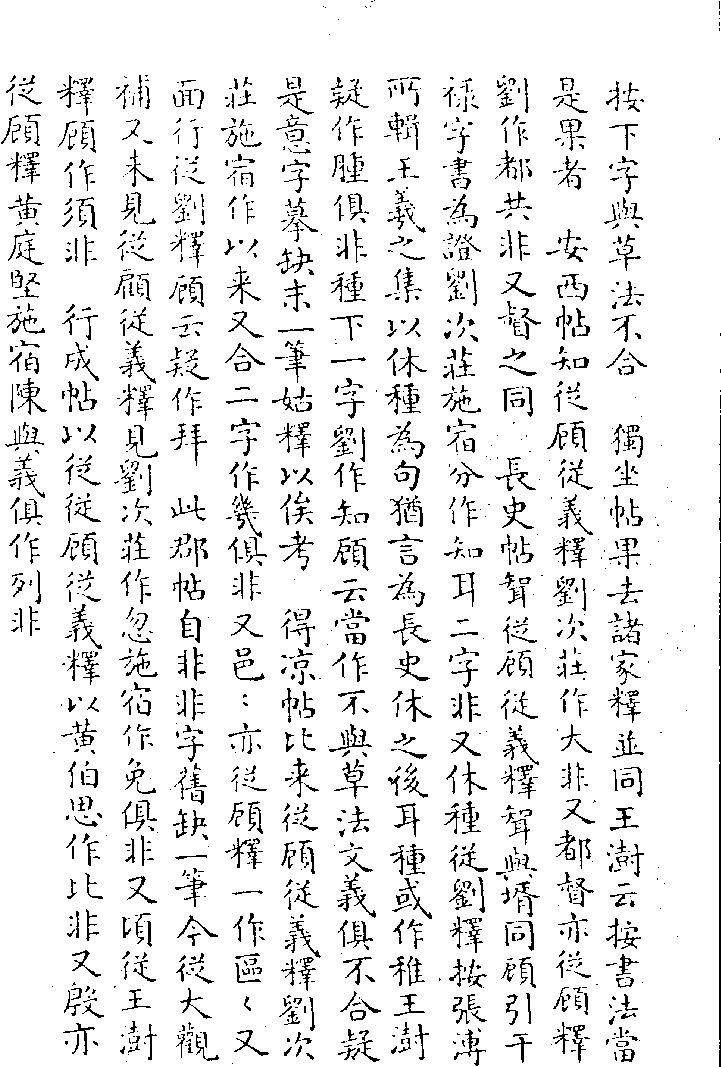 按下字與草法不合　獨坐帖果去諸家釋並同王澍云按書法當
是果者　安西帖知從顧從義釋劉次莊作大非又都督亦從顧釋
劉作都共非又督之同　長史帖聟從顧從義釋聟與壻同顧引干
祿字書為證劉次莊施宿分作知耳二字非又休種從劉釋按張溥
所輯王羲之集以休種為句猶言為長史休之後耳種或作稚王澍
疑作腫俱非種下一字劉作知顧云當作不與草法文義俱不合疑
是意字摹缺末一筆姑釋以俟考　得涼帖比来從顧從義釋劉次
莊施宿作以来又合二字作幾俱非又邑〻亦從顧釋一作區〻又
面行從劉釋顧云疑作拜　此郡帖自非非字舊缺一筆今從大觀
補又未見從顧從義釋見劉次莊作忽施宿作免俱非又頃從王澍
釋顧作須非　行成帖以從從顧從義釋以黄伯思作比非又殷亦
從顧釋黄庭堅施宿陳與義俱作列非